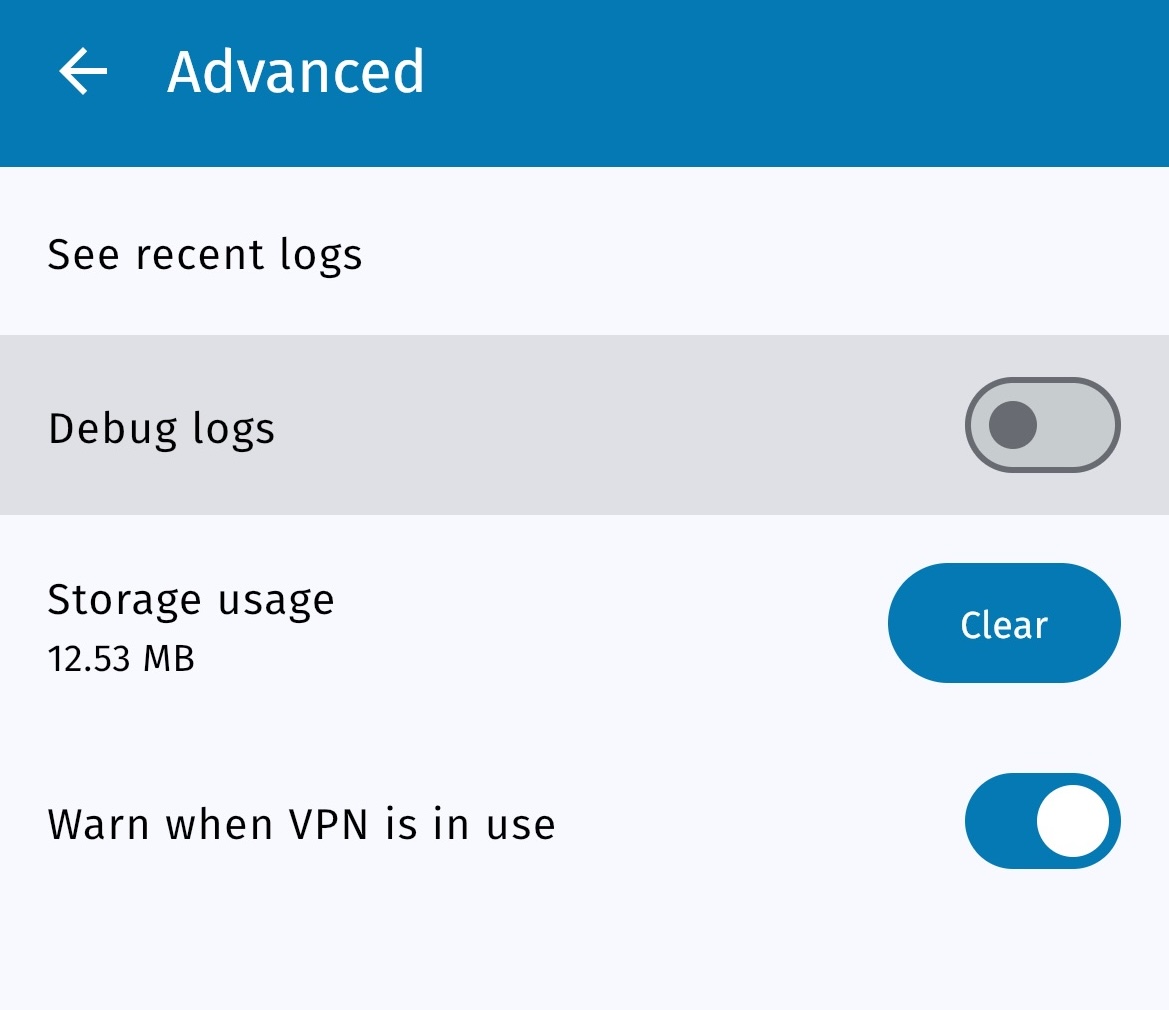 Advanced
See recent logs
Debug logs
Storage usage
12.53 MB
Clear
Warn when VPN is in use